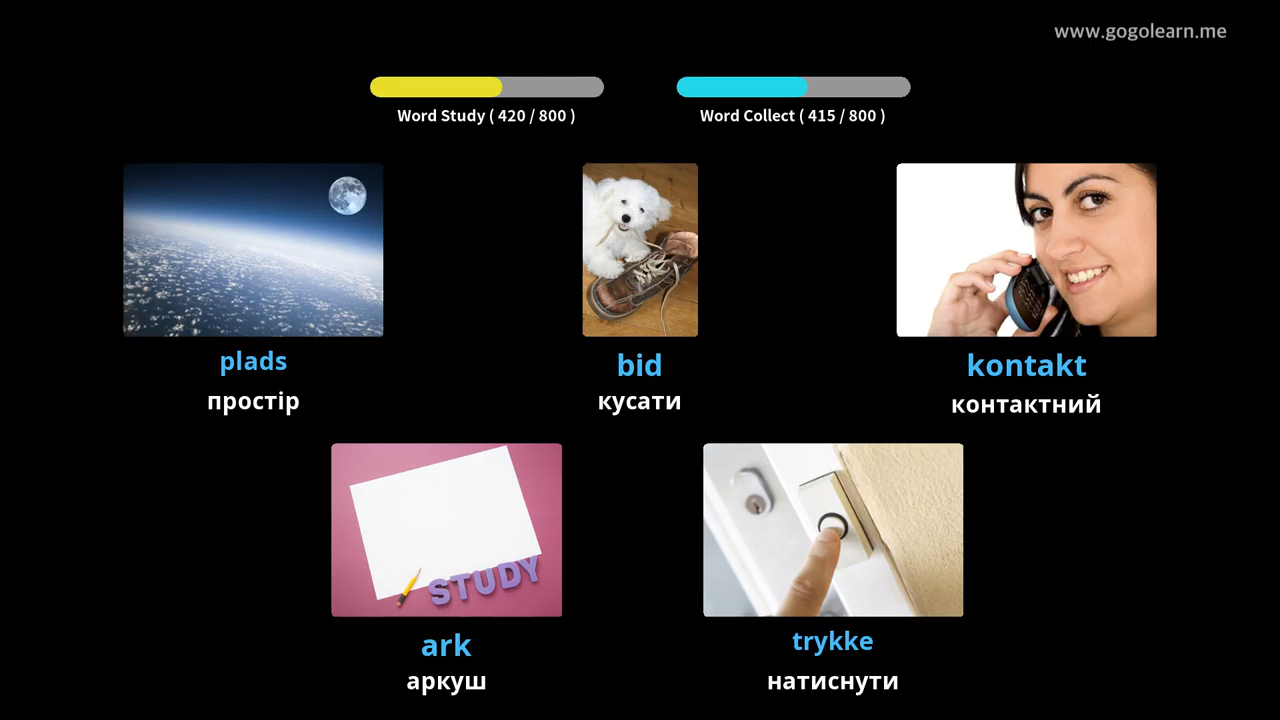 www.gogolearn.me
Word Study ( 420 / 800 )
Word Collect ( 415 / 800 )
plads
простір
bid
кусати
kontakt
контактний
STUDY
ark
аркуш
trykke
натиснути